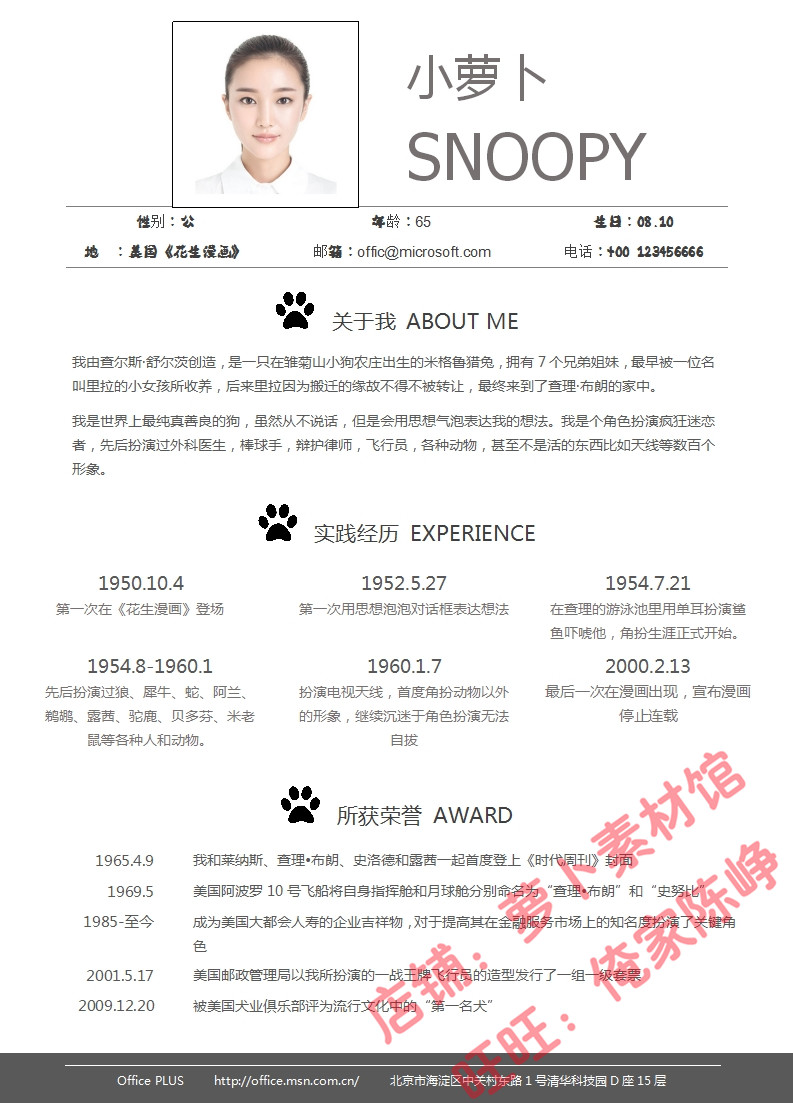 小萝卜
SNOOPY
性别：公 年龄：65 生日：08.10
地 ：美国《花生漫画》 邮箱：offic@microsoft.com 电话：+00 123456666
关于我 ABOUT ME
我由查尔斯·舒尔茨创造，是一只在雏菊山小狗农庄出生的米格鲁猎兔，拥有 7 个兄弟姐妹，最早被一位名
叫里拉的小女孩所收养，后来里拉因为搬迁的缘故不得不被转让，最终来到了查理·布朗的家中。
我是世界上最纯真善良的狗，虽然从不说话，但是会用思想气泡表达我的想法。我是个角色扮演疯狂迷恋
者，先后扮演过外科医生，棒球手，辩护律师，飞行员，各种动物，甚至不是活的东西比如天线等数百个
形象。
实践经历 EXPERIENCE
1950.10.4 1952.5.27 1954.7.21
第一次在《花生漫画》登场 第一次用思想泡泡对话框表达想法 在查理的游泳池里用单耳扮演鲨
鱼吓唬他，角扮生涯正式开始。
1954.8-1960.1 1960.1.7 2000.2.13
先后扮演过狼、犀牛、蛇、阿兰、 扮演电视天线，首度角扮动物以外 最后一次在漫画出现，宣布漫画
鹈鹕、露茜、驼鹿、贝多芬、米老 的形象，继续沉迷于角色扮演无法 停止连载
鼠等各种人和动物。 自拔
所获荣誉 AWARD
1965.4.9 我和莱纳斯、查理•布朗、史洛德和露茜一起首度登上《时代周刊》封面
1969.5 美国阿波罗 10 号飞船将自身指挥舱和月球舱分别命名为“查理•布朗”和“史努比”
1985-至今 成为美国大都会人寿的企业吉祥物，对于提高其在金融服务市场上的知名度扮演了关键角
色
2001.5.17 美国邮政管理局以我所扮演的一战王牌飞行员的造型发行了一组一级套票
2009.12.20 被美国犬业俱乐部评为流行文化中的“第一名犬”
店铺：萝卜素材馆
旺旺：俺家陈峥
Office PLUS http://office.msn.com.cn/ 北京市海淀区中关村东路 1 号清华科技园 D 座 15 层